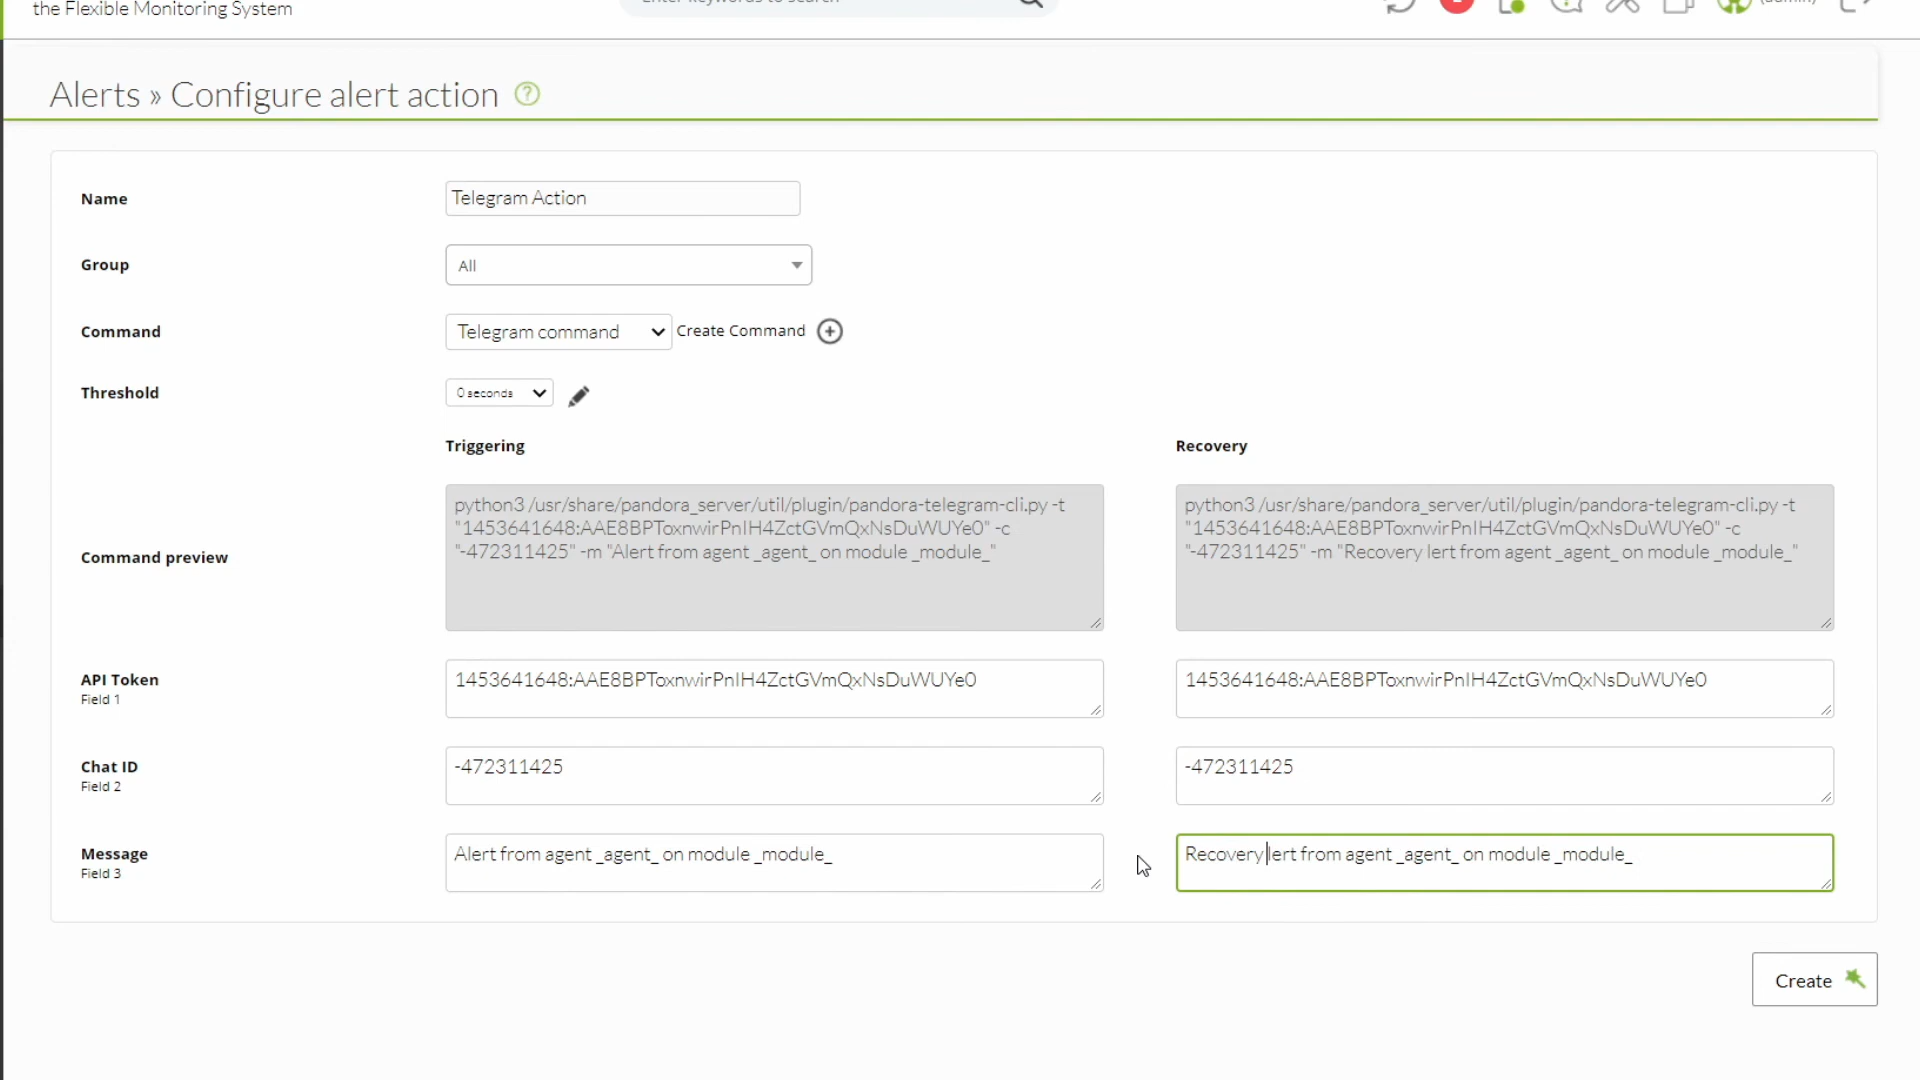 the Flexible Monitoring System
Enter keywords to search
(admin)
Alerts » Configure alert action ?
Name
Telegram Action
Group
All
Command
Telegram command
Create Command
Threshold
0 seconds
Triggering
Recovery
Command preview
python3 /usr/share/pandora_server/util/plugin/pandora-telegram-cli.py -t
"1453641648:AAE8BPToxnwirPnIH4ZctGVmQxNsDuWUYe0" -c
"-472311425" -m "Alert from agent _agent_ on module _module_"
python3 /usr/share/pandora_server/util/plugin/pandora-telegram-cli.py -t
"1453641648:AAE8BPToxnwirPnIH4ZctGVmQxNsDuWUYe0" -c
"-472311425" -m "Recovery lert from agent _agent_ on module _module_"
API Token
Field 1
1453641648:AAE8BPToxnwirPnIH4ZctGVmQxNsDuWUYe0
1453641648:AAE8BPToxnwirPnIH4ZctGVmQxNsDuWUYe0
Chat ID
Field 2
-472311425
-472311425
Message
Field 3
Alert from agent _agent_ on module _module_
Recovery lert from agent _agent_ on module _module_
Create